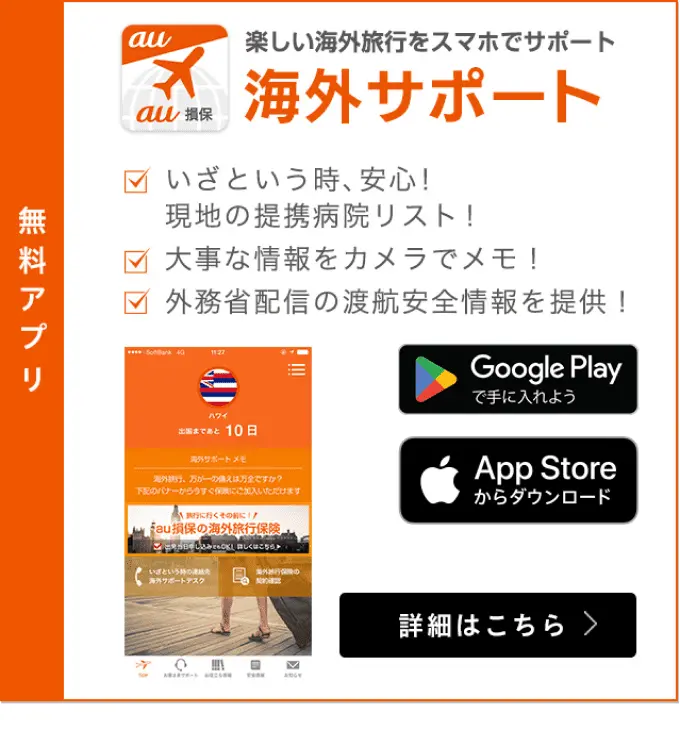 無料アプリ
au
au 損保
楽しい海外旅行をスマホでサポート
海外サポート
いざという時、安心！
現地の提携病院リスト！
大事な情報をカメラでメモ！
外務省配信の渡航安全情報を提供！
SoftBank 4G 11:27
ハワイ
出国まであと 10日
海外サポート メモ
海外旅行、万が一の備えは万全ですか？
下記のバナーから今すぐ保険にご加入いただけます
旅行に行くその前に！
au損保の海外旅行保険
出発当日申し込みでもOK！ 詳しくはこちら
いざという時の連絡先
海外サポートデスク
海外旅行保険の
契約確認
TOP
お役立ち情報
お知らせ
Google Play
で手に入れよう
App Store
からダウンロード
詳細はこちら